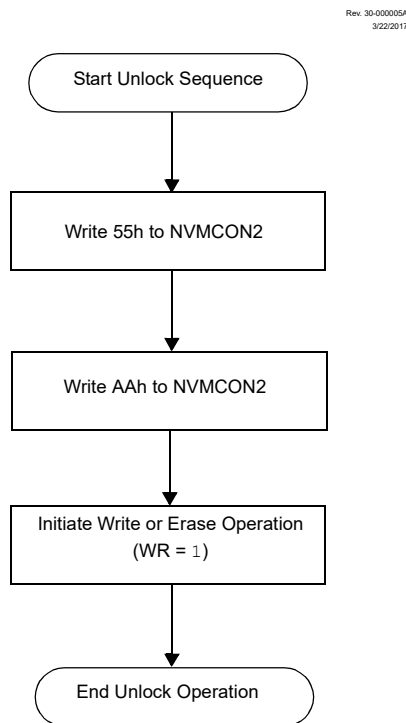 Rev. 30-000005A
3/22/2017
Start Unlock Sequence
Write 55h to NVMCON2
Write AAh to NVMCON2
Initiate Write or Erase Operation
(WR = 1)
End Unlock Operation